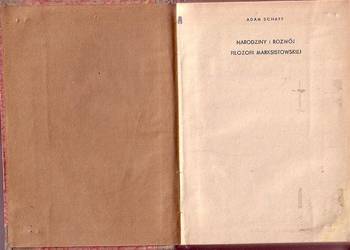 ADAM SCHAFF
NARODZINY I ROZWÓJ
FILOZOFII MARKSISTOWSKIEJ